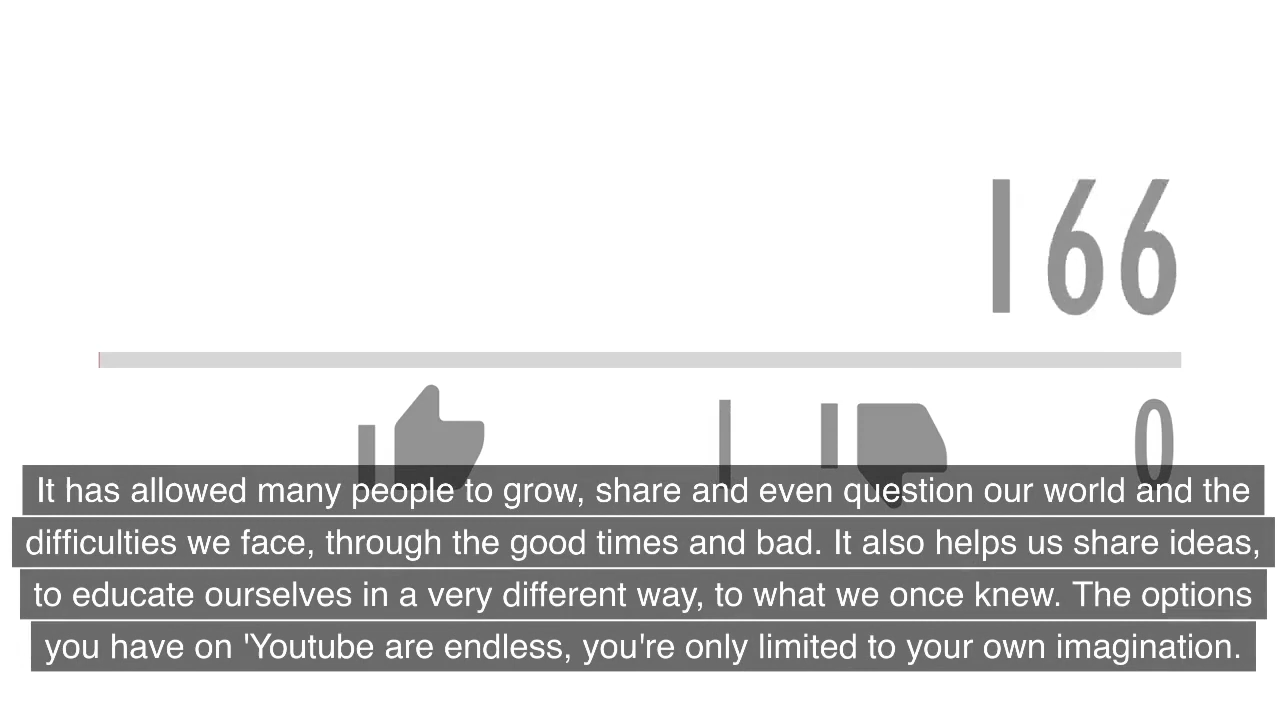 166
1 0
It has allowed many people to grow, share and even question our world and the
difficulties we face, through the good times and bad. It also helps us share ideas,
to educate ourselves in a very different way, to what we once knew. The options
you have on 'Youtube are endless, you're only limited to your own imagination.